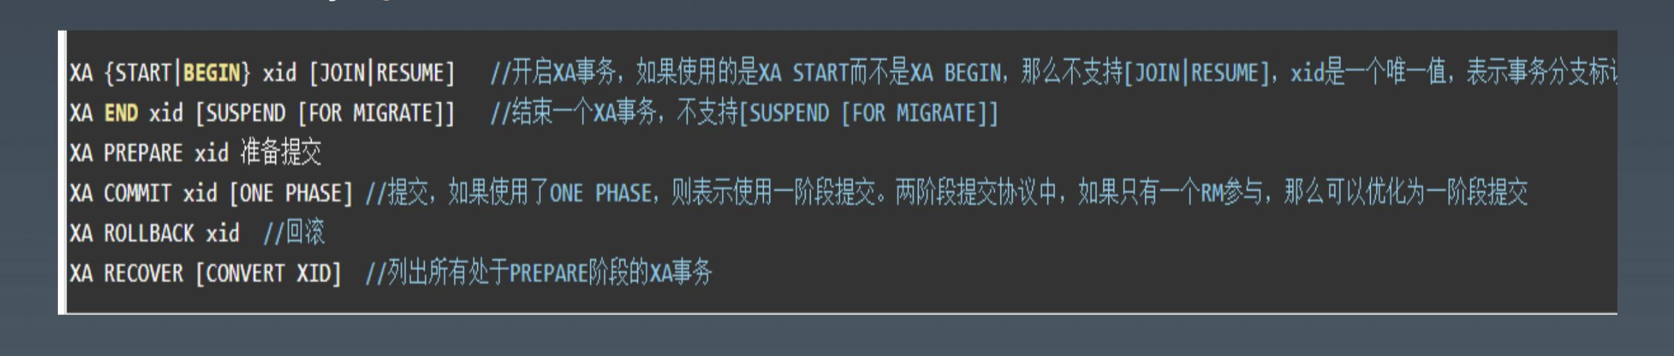 XA {START|BEGIN} xid [JOIN|RESUME] //开启XA事务，如果使用的是XA START而不是XA BEGIN，那么不支持[JOIN|RESUME]，xid是一个唯一值，表示事务分支标
XA END xid [SUSPEND [FOR MIGRATE]] //结束一个XA事务，不支持[SUSPEND [FOR MIGRATE]]
XA PREPARE xid 准备提交
XA COMMIT xid [ONE PHASE] //提交，如果使用了ONE PHASE，则表示使用一阶段提交。两阶段提交协议中，如果只有一个RM参与，那么可以优化为一阶段提交
XA ROLLBACK xid //回滚
XA RECOVER [CONVERT XID] //列出所有处于PREPARE阶段的XA事务